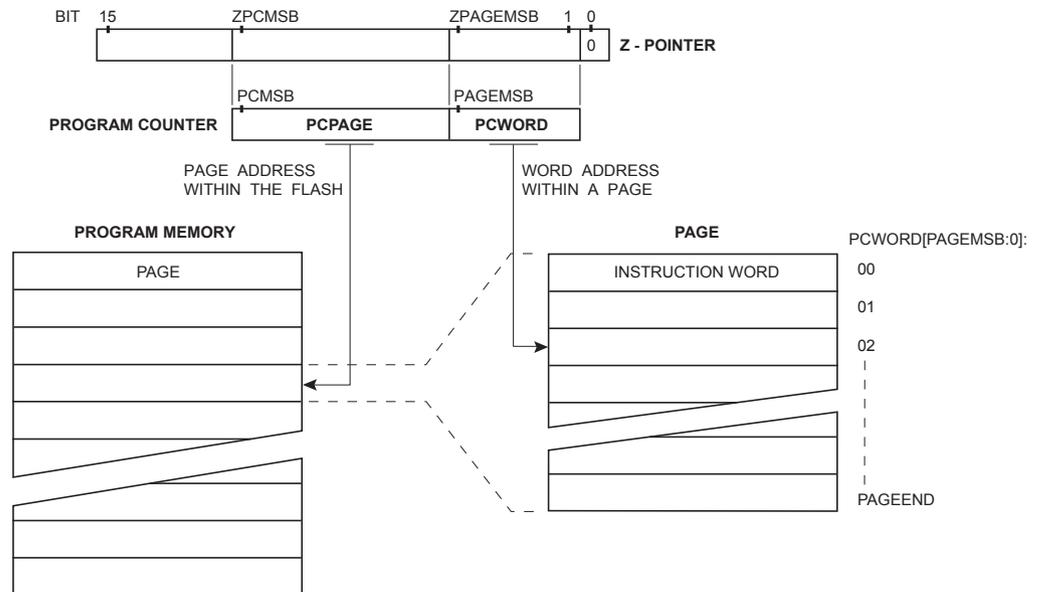 BIT 15 ZPCMSB ZPAGEMSB 1 0
0 Z - POINTER
PCMSB PAGEMSB
PROGRAM COUNTER PCPAGE PCWORD
PAGE ADDRESS
WITHIN THE FLASH
WORD ADDRESS
WITHIN A PAGE
PROGRAM MEMORY PAGE PCWORD[PAGEMSB:0]:
PAGE INSTRUCTION WORD 00
01
02
PAGEEND